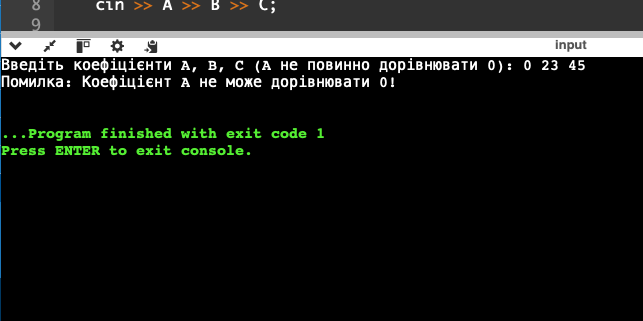 8 cin >> A >> B >> C;
9
input
Введіть коефіцієнти A, B, C (A не повинно дорівнювати 0): 0 23 45
Помилка: Коефіцієнт A не може дорівнювати 0!
...Program finished with exit code 1
Press ENTER to exit console.